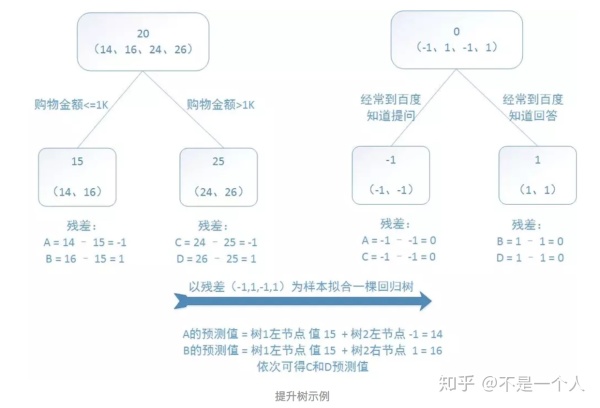 20
（14、16、24、26）
0
（-1、1、-1、1）
购物金额<=1K
购物金额>1K
经常到百度
知道提问
经常到百度
知道回答
15
（14、16）
25
（24、26）
-1
（-1、-1）
1
（1、1）
残差：
A = 14 – 15 = -1
B = 16 – 15 = 1
残差：
C = 24 – 25 = -1
D = 26 – 25 = 1
残差：
A = -1 – -1 = 0
C = -1 – -1 = 0
残差：
B = 1 – 1 = 0
D = 1 – 1 = 0
以残差（-1,1,-1,1）为样本拟合一棵回归树
A的预测值 = 树1左节点 值 15 + 树2左节点 -1 = 14
B的预测值 = 树1左节点 值 15 + 树2右节点 1 = 16
依次可得C和D预测值
知乎 @不是一个人
提升树示例